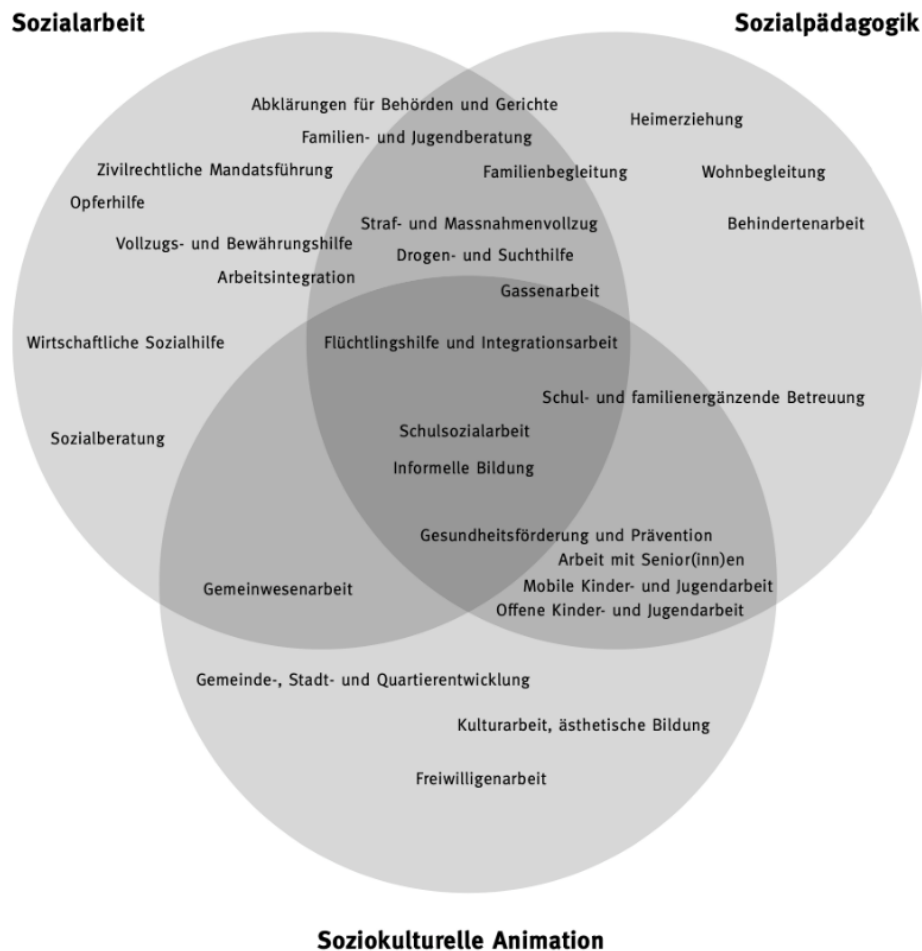 Sozialarbeit
Sozialpädagogik
Abklärungen für Behörden und Gerichte
Heimerziehung
Familien- und Jugendberatung
Zivilrechtliche Mandatsführung
Familienbegleitung
Wohnbegleitung
Opferhilfe
Straf- und Massnahmenvollzug
Behindertenarbeit
Vollzugs- und Bewährungshilfe
Drogen- und Suchthilfe
Arbeitsintegration
Gassenarbeit
Wirtschaftliche Sozialhilfe
Flüchtlingshilfe und Integrationsarbeit
Schul- und familienergänzende Betreuung
Sozialberatung
Schulsozialarbeit
Informelle Bildung
Gesundheitsförderung und Prävention
Arbeit mit Senior(inn)en
Gemeinwesenarbeit
Mobile Kinder- und Jugendarbeit
Offene Kinder- und Jugendarbeit
Gemeinde-, Stadt- und Quartierentwicklung
Kulturarbeit, ästhetische Bildung
Freiwilligenarbeit
Soziokulturelle Animation